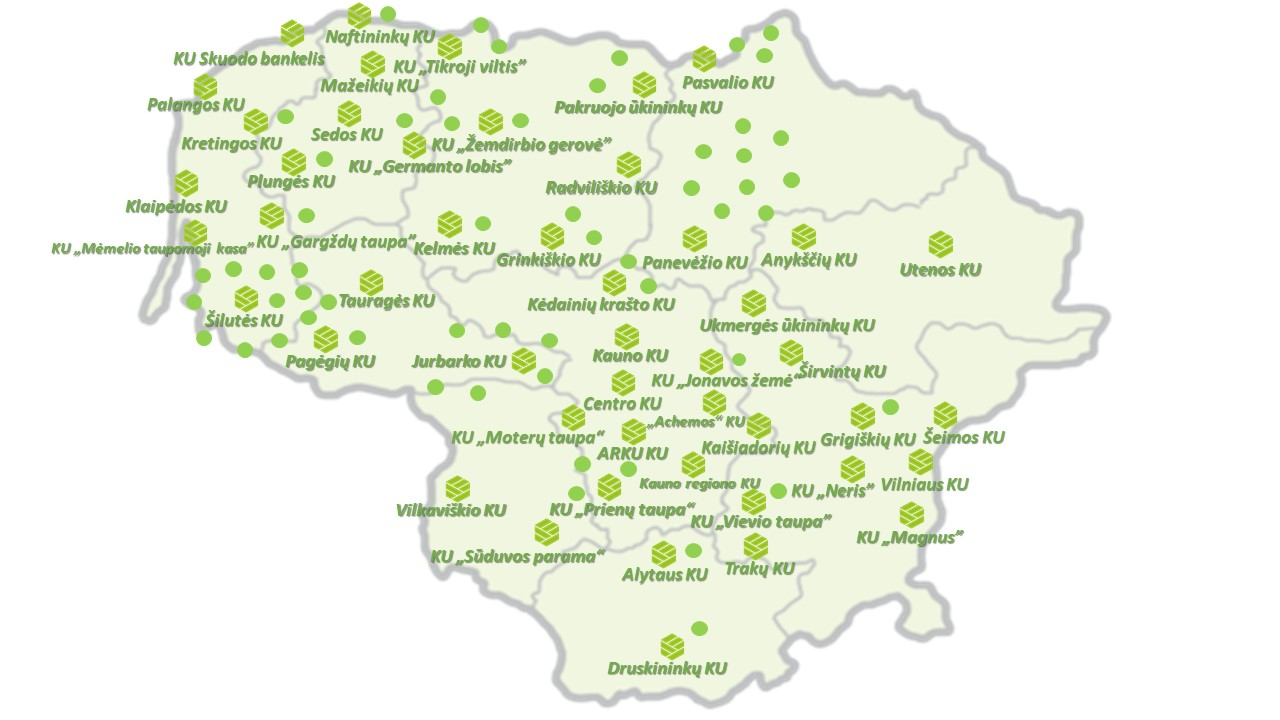 Naftininkų KU
KU Skuodo bankelis
KU „Tikroji viltis”
Mažeikių KU
Pasvalio KU
Palangos KU
Pakruojo ūkininkų KU
Sedos KU
Kretingos KU
KU „Žemdirbio gerovė”
KU „Germanto lobis”
Plungės KU
Radviliškio KU
Klaipėdos KU
KU „Mėmelio taupomoji kasa”
KU „Gargždų taupa”
Kelmės KU
Grinkiškio KU
Panevėžio KU
Anykščių KU
Utenos KU
Tauragės KU
Kėdainių krašto KU
Šilutės KU
Ukmergės ūkininkų KU
Pagėgių KU
Jurbarko KU
Kauno KU
KU „Jonavos žemė“
Širvintų KU
Centro KU
„Achemos“ KU
KU „Moterų taupa“
ARKU KU
Kaišiadorių KU
Grigiškių KU
Šeimos KU
Kauno regiono KU
KU „Neris”
Vilniaus KU
Vilkaviškio KU
KU „Prienų taupa“
KU „Vievio taupa”
KU „Magnus”
KU „Sūduvos parama“
Alytaus KU
Trakų KU
Druskininkų KU